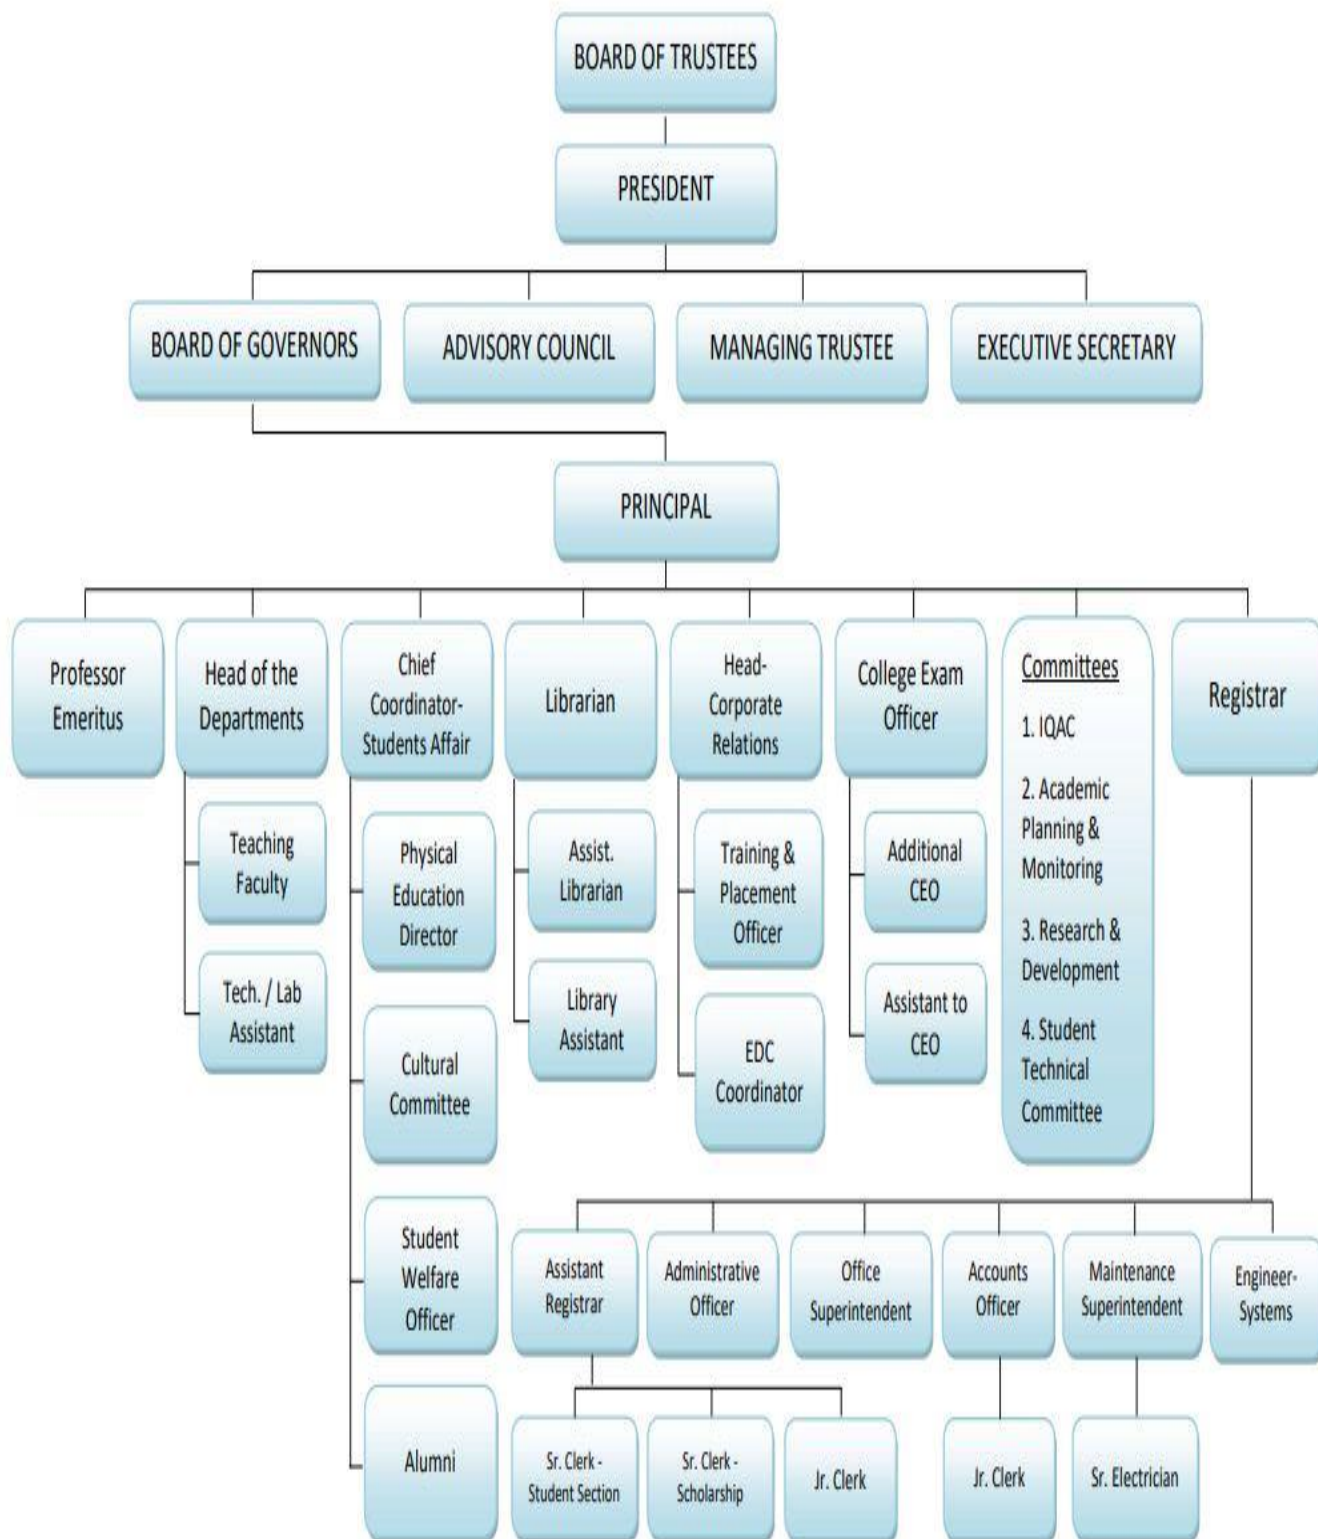 BOARD OF TRUSTEES
PRESIDENT
BOARD OF GOVERNORS
ADVISORY COUNCIL
MANAGING TRUSTEE
EXECUTIVE SECRETARY
PRINCIPAL
Professor
Emeritus
Head of the
Departments
Chief
Coordinator-
Students Affair
Librarian
Head-
Corporate
Relations
College Exam
Officer
Committees
1. IQAC
2. Academic
Planning &
Monitoring
3. Research &
Development
4. Student
Technical
Committee
Registrar
Teaching
Faculty
Tech. / Lab
Assistant
Physical
Education
Director
Cultural
Committee
Student
Welfare
Officer
Alumni
Assist.
Librarian
Library
Assistant
Training &
Placement
Officer
EDC
Coordinator
Additional
CEO
Assistant to
CEO
Assistant
Registrar
Administrative
Officer
Office
Superintendent
Accounts
Officer
Maintenance
Superintendent
Engineer-
Systems
Sr. Clerk -
Student Section
Sr. Clerk -
Scholarship
Jr. Clerk
Jr. Clerk
Sr. Electrician